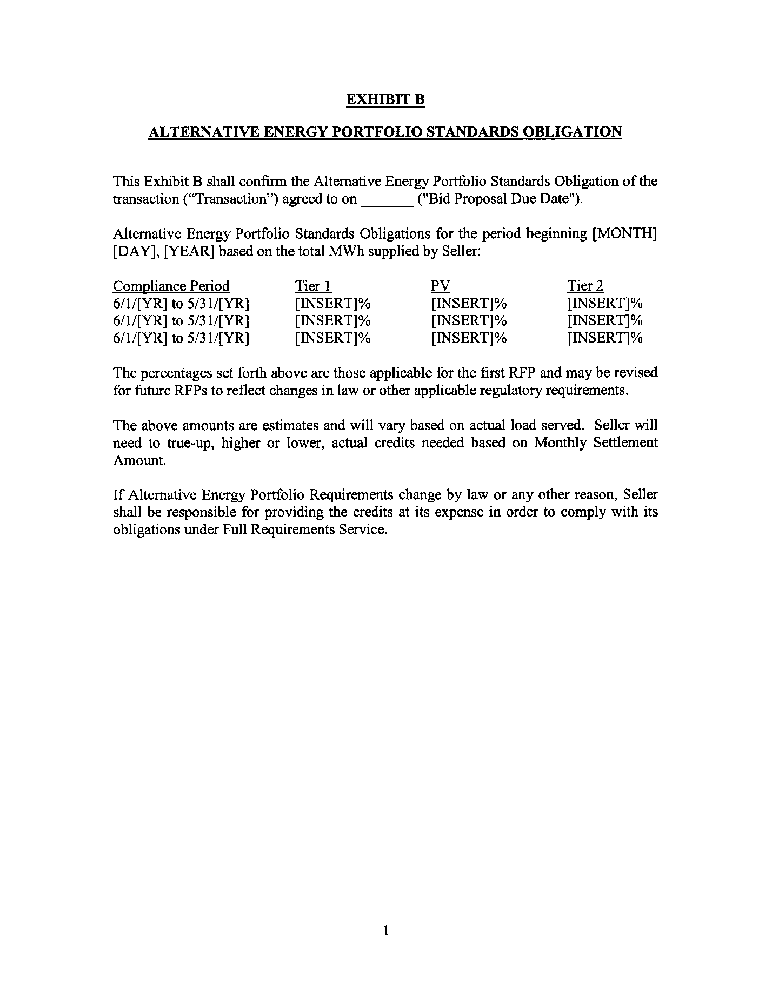 EXHIBIT B
ALTERNATIVE ENERGY PORTFOLIO STANDARDS OBLIGATION
This Exhibit B shall confirm the Alternative Energy Portfolio Standards Obligation of the
transaction (“Transaction”) agreed to on _______ ("Bid Proposal Due Date").
Alternative Energy Portfolio Standards Obligations for the period beginning [MONTH]
[DAY], [YEAR] based on the total MWh supplied by Seller:
Compliance Period Tier 1 PV Tier 2
6/1/[YR] to 5/31/[YR] [INSERT]% [INSERT]% [INSERT]%
6/1/[YR] to 5/31/[YR] [INSERT]% [INSERT]% [INSERT]%
6/1/[YR] to 5/31/[YR] [INSERT]% [INSERT]% [INSERT]%
The percentages set forth above are those applicable for the first RFP and may be revised
for future RFPs to reflect changes in law or other applicable regulatory requirements.
The above amounts are estimates and will vary based on actual load served. Seller will
need to true-up, higher or lower, actual credits needed based on Monthly Settlement
Amount.
If Alternative Energy Portfolio Requirements change by law or any other reason, Seller
shall be responsible for providing the credits at its expense in order to comply with its
obligations under Full Requirements Service.
1